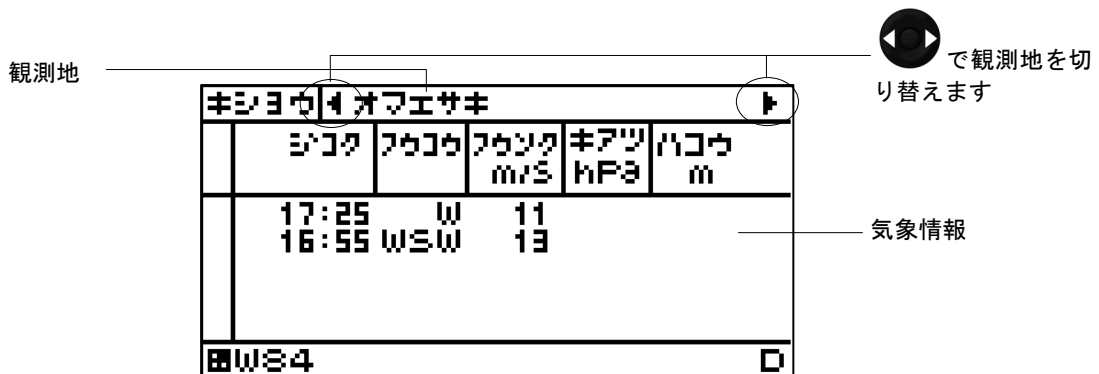 で観測地を切
り替えます
観測地
キショウ ◀ オマエサキ ▶
ジコク フウコウ フウソク キアツ ハコウ
m/S hPa m
17:25 W 11
16:55 WSW 13
気象情報
W84 D